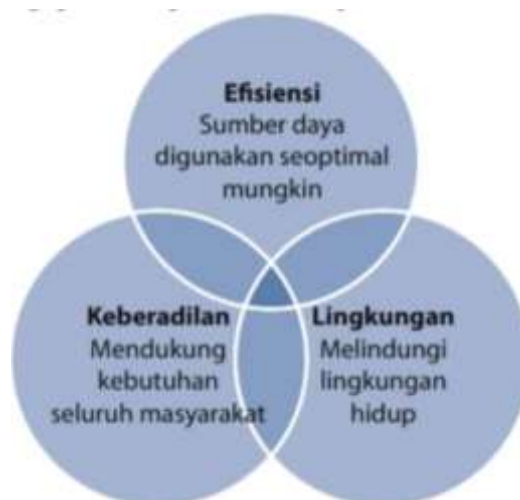 Efisiensi
Sumber daya
digunakan seoptimal
mungkin
Keberadilan
Mendukung
kebutuhan
seluruh masyarakat
Lingkungan
Melindungi
lingkungan
hidup